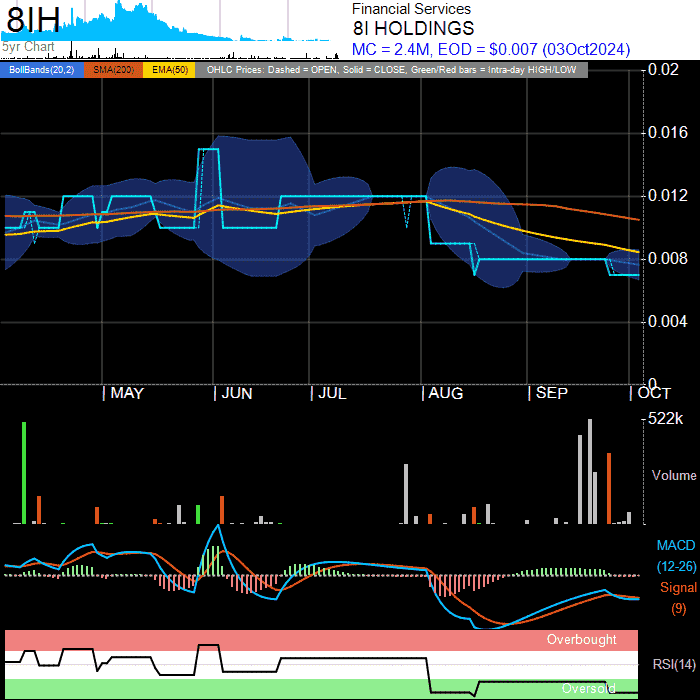 8IH
5yr Chart
Financial Services
8I HOLDINGS
MC = 2.4M, EOD = $0.007 (03Oct2024)
BollBands(20,2) SMA(200) EMA(50) OHLC Prices: Dashed = OPEN, Solid = CLOSE, Green/Red bars = Intra-day HIGH/LOW
0.02
0.016
0.012
0.008
0.004
0
MAY JUN JUL AUG SEP OCT
522k
Volume
MACD
(12-26)
Signal
(9)
Overbought
RSI(14)
Oversold